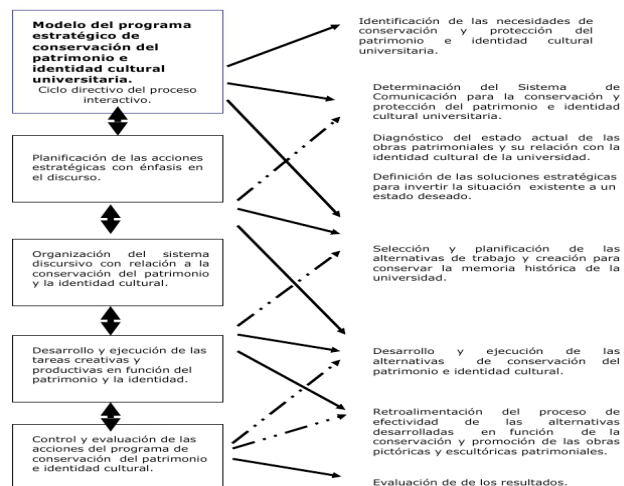 Modelo del programa
estratégico de
conservación del
patrimonio e
identidad cultural
universitaria.
Ciclo directivo del proceso
interactivo.
Planificación de las acciones
estratégicas con énfasis en
el discurso.
Organización del sistema
discursivo con relación a la
conservación del patrimonio
y la identidad cultural.
Desarrollo y ejecución de las
tareas creativas y
productivas en función del
patrimonio y la identidad.
Control y evaluación de las
acciones del programa de
conservación del patrimonio
e identidad cultural.
Identificación de las necesidades de
conservación y protección del
patrimonio e identidad cultural
universitaria.
Determinación del Sistema de
Comunicación para la conservación y
protección del patrimonio e identidad
cultural universitaria.
Diagnóstico del estado actual de las
obras patrimoniales y su relación con la
identidad cultural de la universidad.
Definición de las soluciones estratégicas
para invertir la situación existente a un
estado deseado.
Selección y planificación de las
alternativas de trabajo y creación para
conservar la memoria histórica de la
universidad.
Desarrollo y ejecución de las
alternativas de conservación del
patrimonio e identidad cultural.
Retroalimentación del proceso de
efectividad de las alternativas
desarrolladas en función de la
conservación y promoción de las obras
pictóricas y escultóricas patrimoniales.
Evaluación de de los resultados.